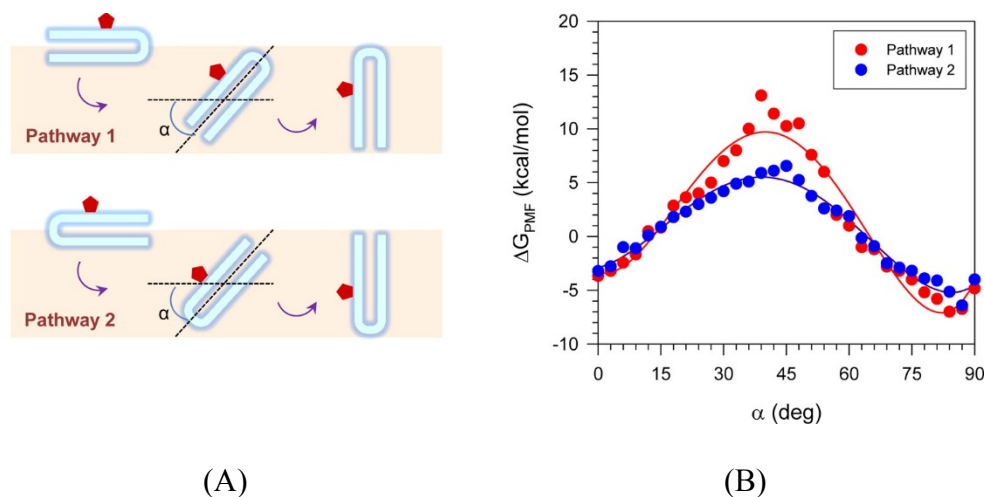 Pathway 1
α
Pathway 2
α
20
15
10
5
0
-5
-10
ΔG_PMF (kcal/mol)
Pathway 1
Pathway 2
0 15 30 45 60 75 90
α (deg)
(A) (B)